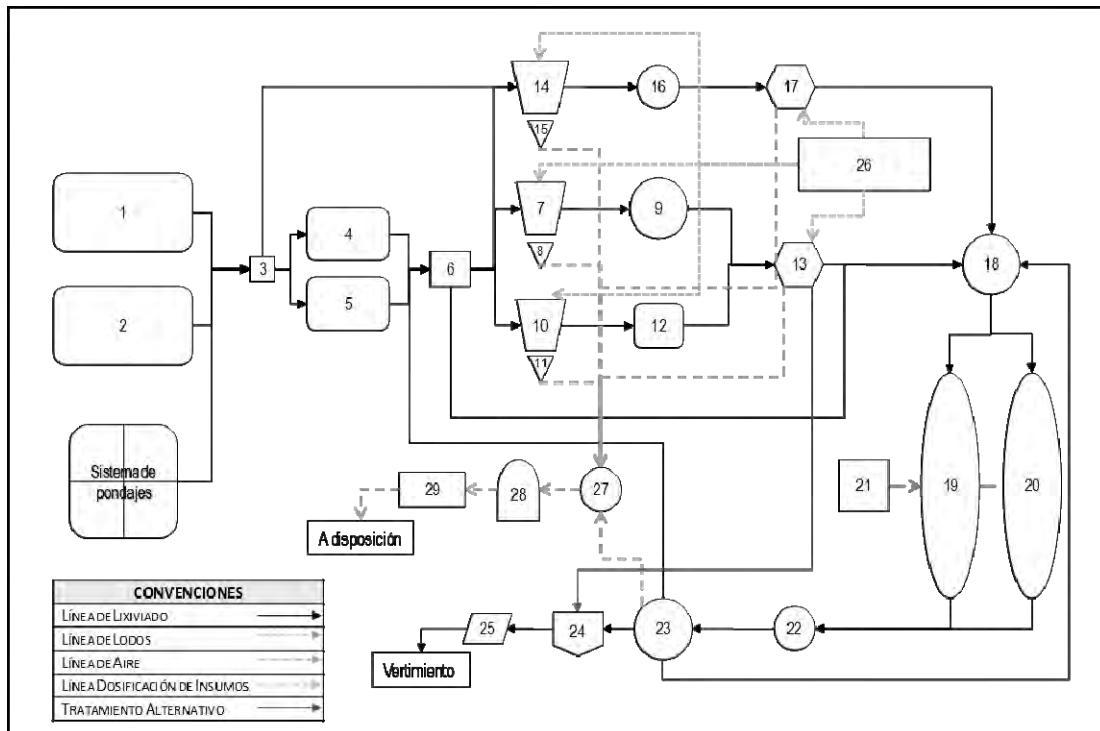 14
16
17
15
26
1
7
9
4
8
3
6
13
18
5
2
10
12
11
Sistema de
pondajes
29
28
27
21
19
20
A disposición
CONVENCIONES
LÍNEA DE LIXIVIADO
LÍNEA DE LODOS
LÍNEA DE AIRE
LÍNEA DOSIFICACIÓN DE INSUMOS
TRATAMIENTO ALTERNATIVO
25
24
23
22
Vertimiento